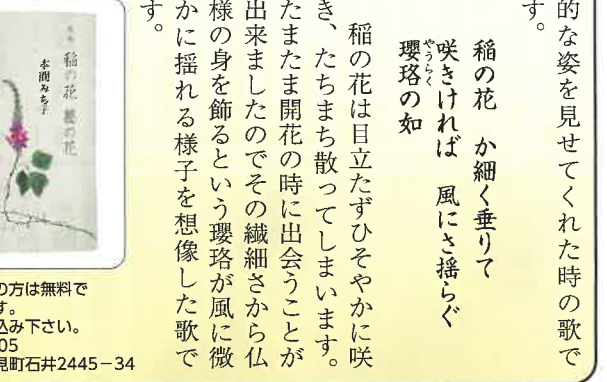 的な姿を見せてくれた時の歌で
す。
稲の花　か細く垂りて
咲きければ　風にさ揺らぐ
瓔珞の如
やうらく
稲の花は目立たずひそやかに咲
き、たちまち散ってしまいます。
たまたま開花の時に出会うことが
出来ましたのでその繊細さから仏
様の身を飾るという瓔珞が風に微
かに揺れる様子を想像した歌で
す。
稲の花 葛の花
本間みち子
の方は無料で
す。
込み下さい。
05
見町石井2445-34